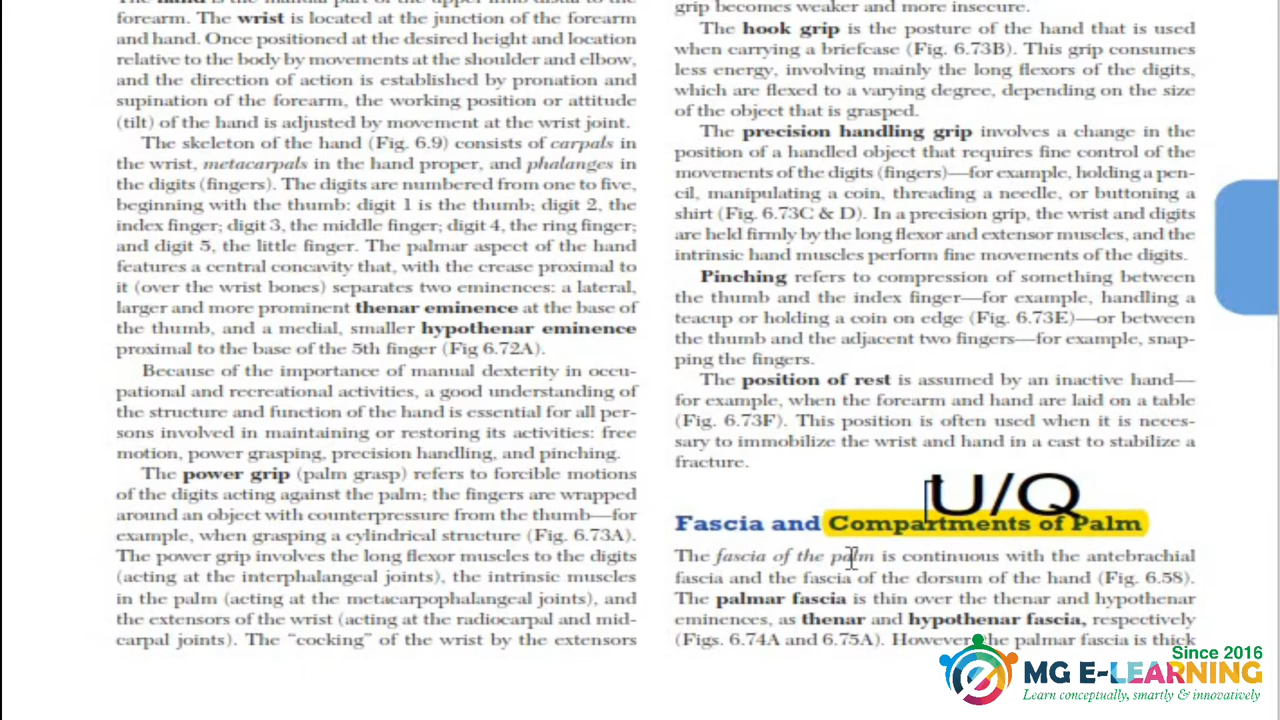 forearm. The wrist is located at the junction of the forearm
and hand. Once positioned at the desired height and location
relative to the body by movements at the shoulder and elbow,
and the direction of action is established by pronation and
supination of the forearm, the working position or attitude
(tilt) of the hand is adjusted by movement at the wrist joint.
The skeleton of the hand (Fig. 6.9) consists of carpals in
the wrist, metacarpals in the hand proper, and phalanges in
the digits (fingers). The digits are numbered from one to five,
beginning with the thumb: digit 1 is the thumb; digit 2, the
index finger; digit 3, the middle finger; digit 4, the ring finger;
and digit 5, the little finger. The palmar aspect of the hand
features a central concavity that, with the crease proximal to
it (over the wrist bones) separates two eminences: a lateral,
larger and more prominent thenar eminence at the base of
the thumb, and a medial, smaller hypothenar eminence
proximal to the base of the 5th finger (Fig 6.72A).
Because of the importance of manual dexterity in occu-
pational and recreational activities, a good understanding of
the structure and function of the hand is essential for all per-
sons involved in maintaining or restoring its activities: free
motion, power grasping, precision handling, and pinching.
The power grip (palm grasp) refers to forcible motions
of the digits acting against the palm; the fingers are wrapped
around an object with counterpressure from the thumb—for
example, when grasping a cylindrical structure (Fig. 6.73A).
The power grip involves the long flexor muscles to the digits
(acting at the interphalangeal joints), the intrinsic muscles
in the palm (acting at the metacarpophalangeal joints), and
the extensors of the wrist (acting at the radiocarpal and mid-
carpal joints). The "cocking" of the wrist by the extensors
grip becomes weaker and more insecure.
The hook grip is the posture of the hand that is used
when carrying a briefcase (Fig. 6.73B). This grip consumes
less energy, involving mainly the long flexors of the digits,
which are flexed to a varying degree, depending on the size
of the object that is grasped.
The precision handling grip involves a change in the
position of a handled object that requires fine control of the
movements of the digits (fingers)—for example, holding a pen-
cil, manipulating a coin, threading a needle, or buttoning a
shirt (Fig. 6.73C & D). In a precision grip, the wrist and digits
are held firmly by the long flexor and extensor muscles, and the
intrinsic hand muscles perform fine movements of the digits.
Pinching refers to compression of something between
the thumb and the index finger—for example, handling a
teacup or holding a coin on edge (Fig. 6.73E)—or between
the thumb and the adjacent two fingers—for example, snap-
ping the fingers.
The position of rest is assumed by an inactive hand—
for example, when the forearm and hand are laid on a table
(Fig. 6.73F). This position is often used when it is neces-
sary to immobilize the wrist and hand in a cast to stabilize a
fracture.
U/Q
Fascia and Compartments of Palm
The fascia of the palm is continuous with the antebrachial
fascia and the fascia of the dorsum of the hand (Fig. 6.58).
The palmar fascia is thin over the thenar and hypothenar
eminences, as thenar and hypothenar fascia, respectively
(Figs. 6.74A and 6.75A). However, the palmar fascia is thick
Since 2016
MG E-LEARNING
Learn conceptually, smartly & innovatively